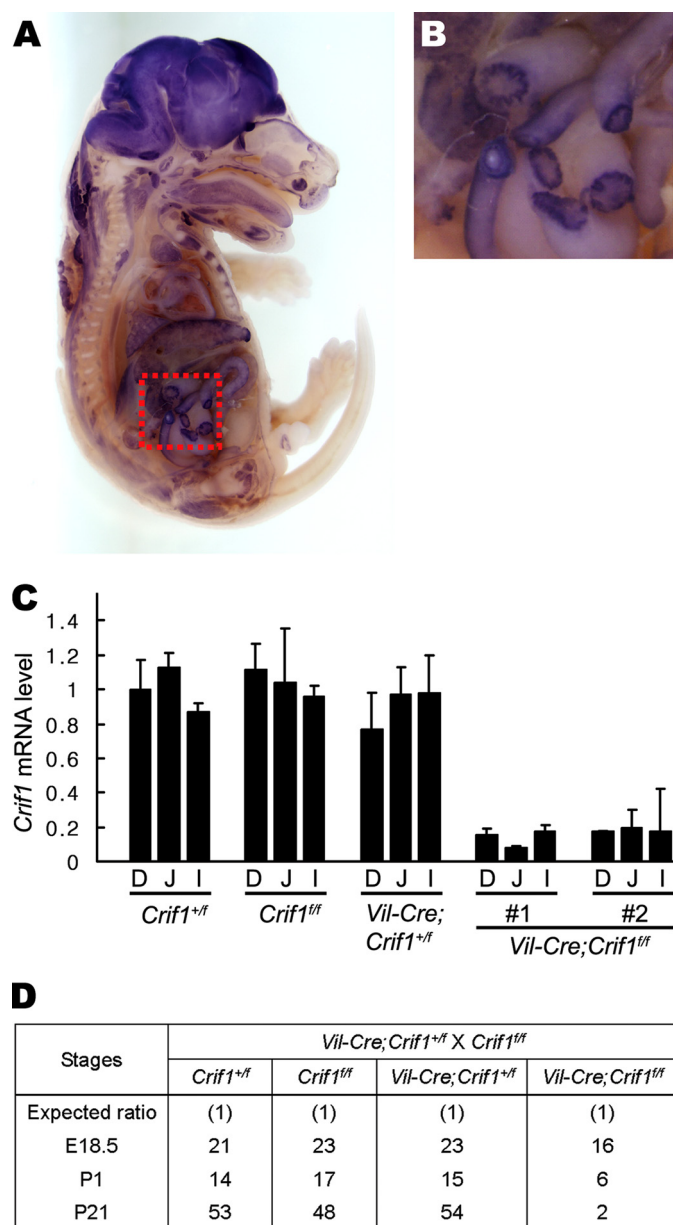 A
B
C
Crif1 mRNA level
1.4
1.2
1
0.8
0.6
0.4
0.2
0
D J I D J I D J I D J I D J I
Crif1+/f Crif1f/f Vil-Cre; #1 #2
Crif1+/f Vil-Cre;Crif1f/f
D
Stages Vil-Cre;Crif1+/f X Crif1f/f
Crif1+/f Crif1f/f Vil-Cre;Crif1+/f Vil-Cre;Crif1f/f
Expected ratio (1) (1) (1) (1)
E18.5 21 23 23 16
P1 14 17 15 6
P21 53 48 54 2